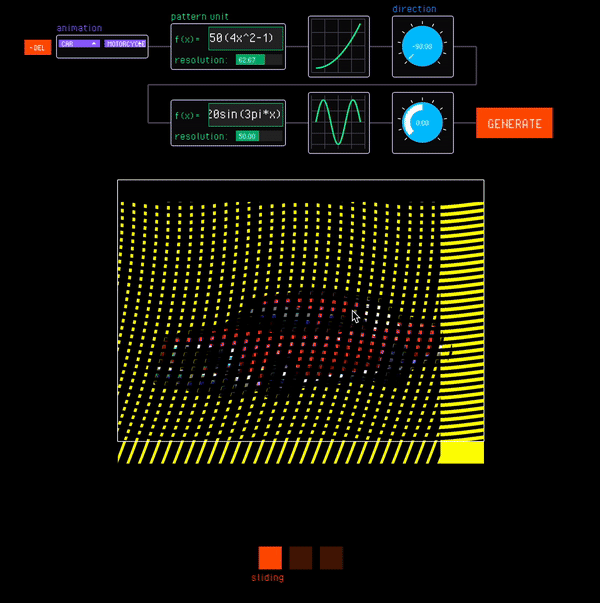 direction
pattern unit
animation
-DEL
CAR
f(x)= 50(4x^2-1)
resolution: 62.67
-90.00
f(x)= 20sin(3pi*x)
resolution: 50.00
0.00
GENERATE
sliding